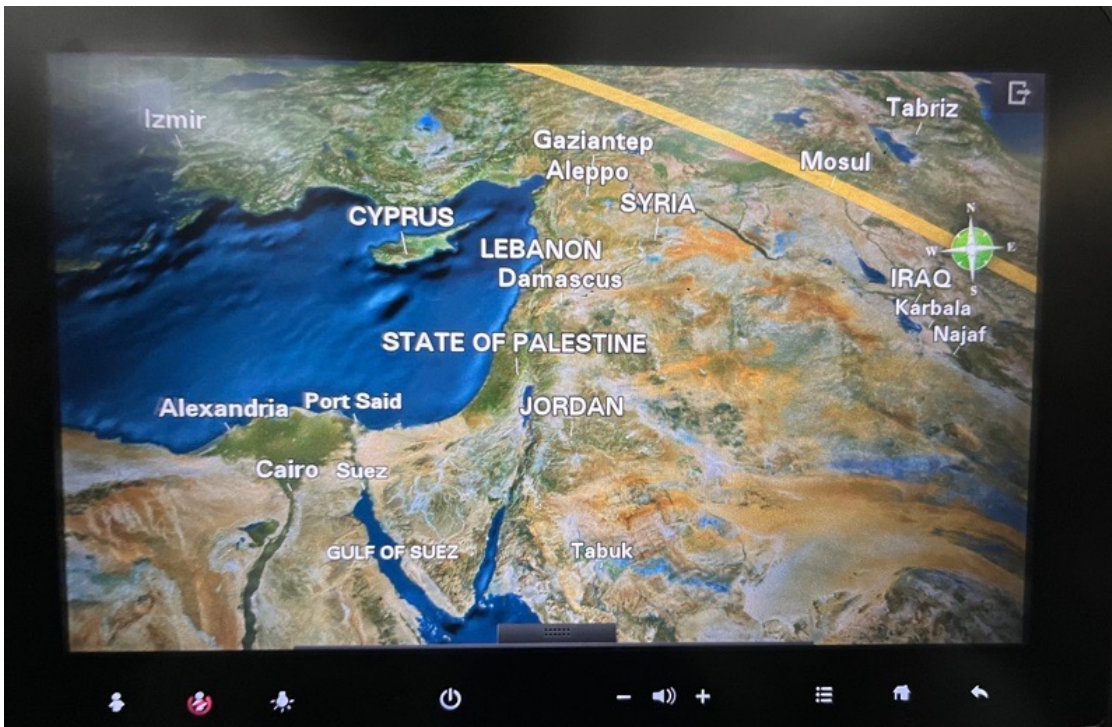 Izmir
Tabriz
Gaziantep
Mosul
Aleppo
SYRIA
CYPRUS
N
W
E
S
LEBANON
Damascus
IRAQ
Karbala
Najaf
STATE OF PALESTINE
Alexandria
Port Said
JORDAN
Cairo
Suez
GULF OF SUEZ
Tabuk